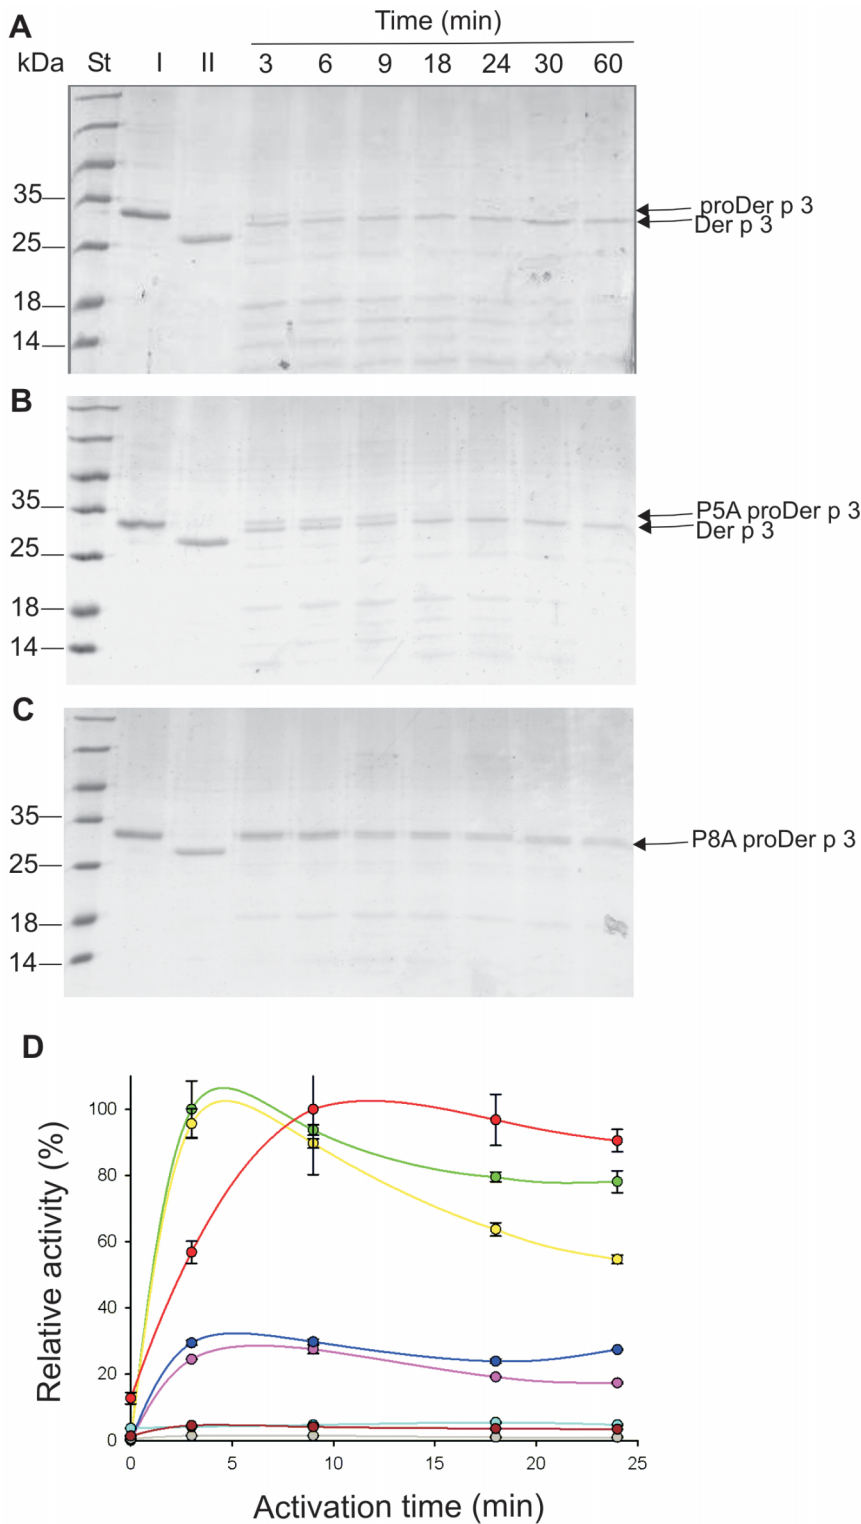 A
Time (min)
kDa St I II 3 6 9 18 24 30 60
35
proDer p 3
Der p 3
25
18
14
B
35
P5A proDer p 3
Der p 3
25
18
14
C
35
P8A proDer p 3
25
18
14
D
100
80
60
40
20
0
Relative activity (%)
0 5 10 15 20 25
Activation time (min)